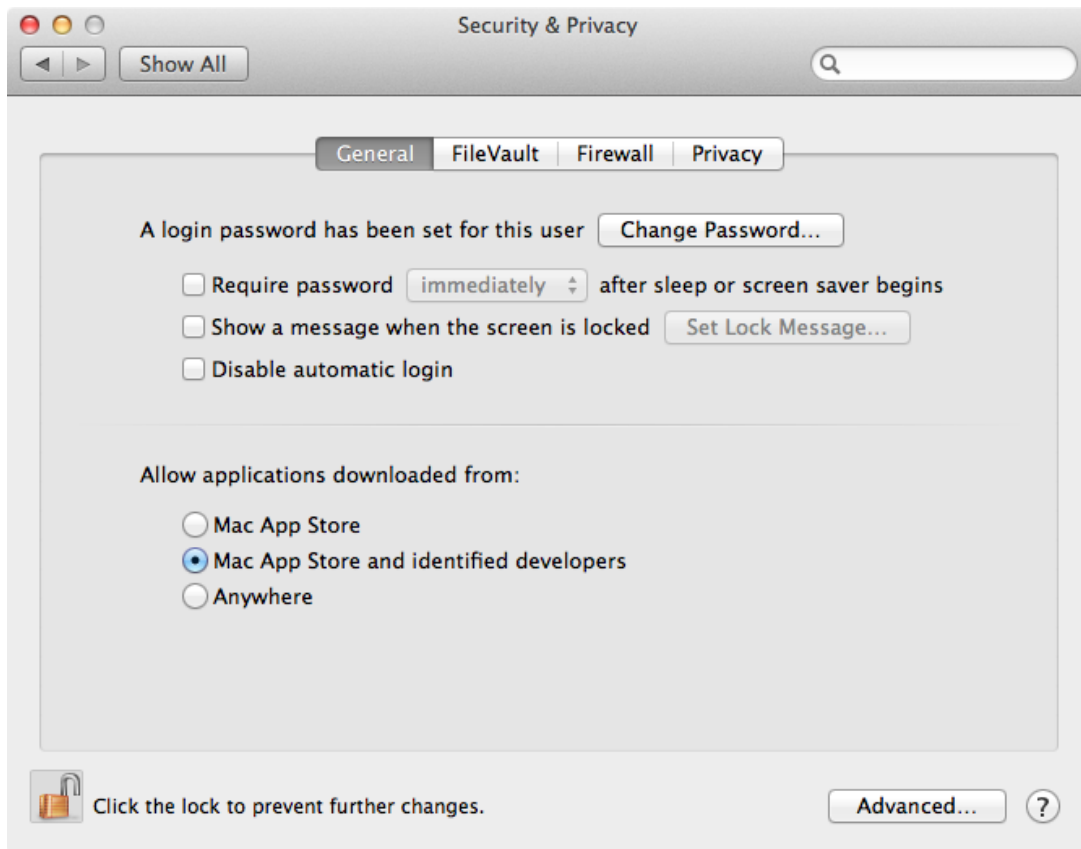 Security & Privacy
Show All
General FileVault Firewall Privacy
A login password has been set for this user Change Password...
Require password immediately after sleep or screen saver begins
Show a message when the screen is locked Set Lock Message...
Disable automatic login
Allow applications downloaded from:
Mac App Store
Mac App Store and identified developers
Anywhere
Click the lock to prevent further changes. Advanced... ?